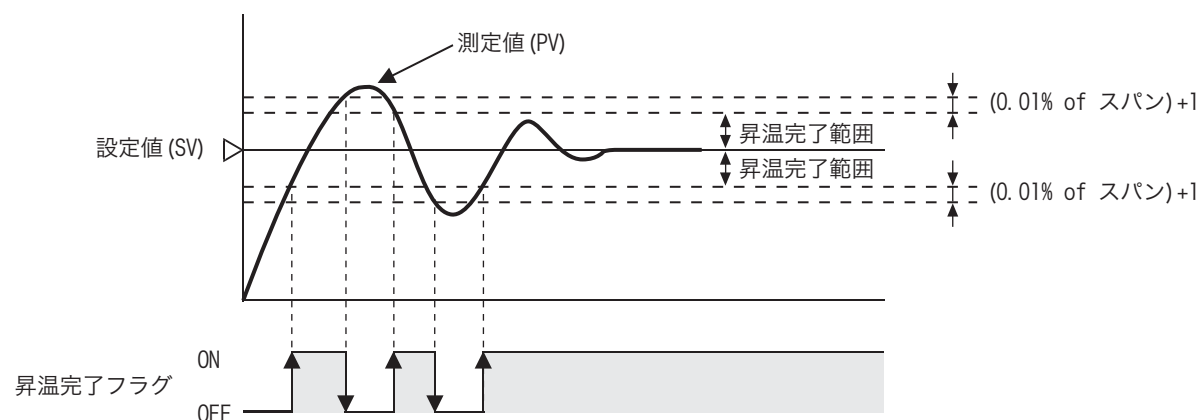 測定値 (PV)
(0.01% of スパン) +1
設定値 (SV)
昇温完了範囲
昇温完了範囲
(0.01% of スパン) +1
ON
昇温完了フラグ
OFF